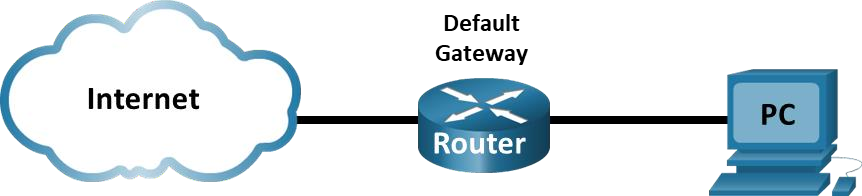 Default
Gateway
Internet
Router
PC